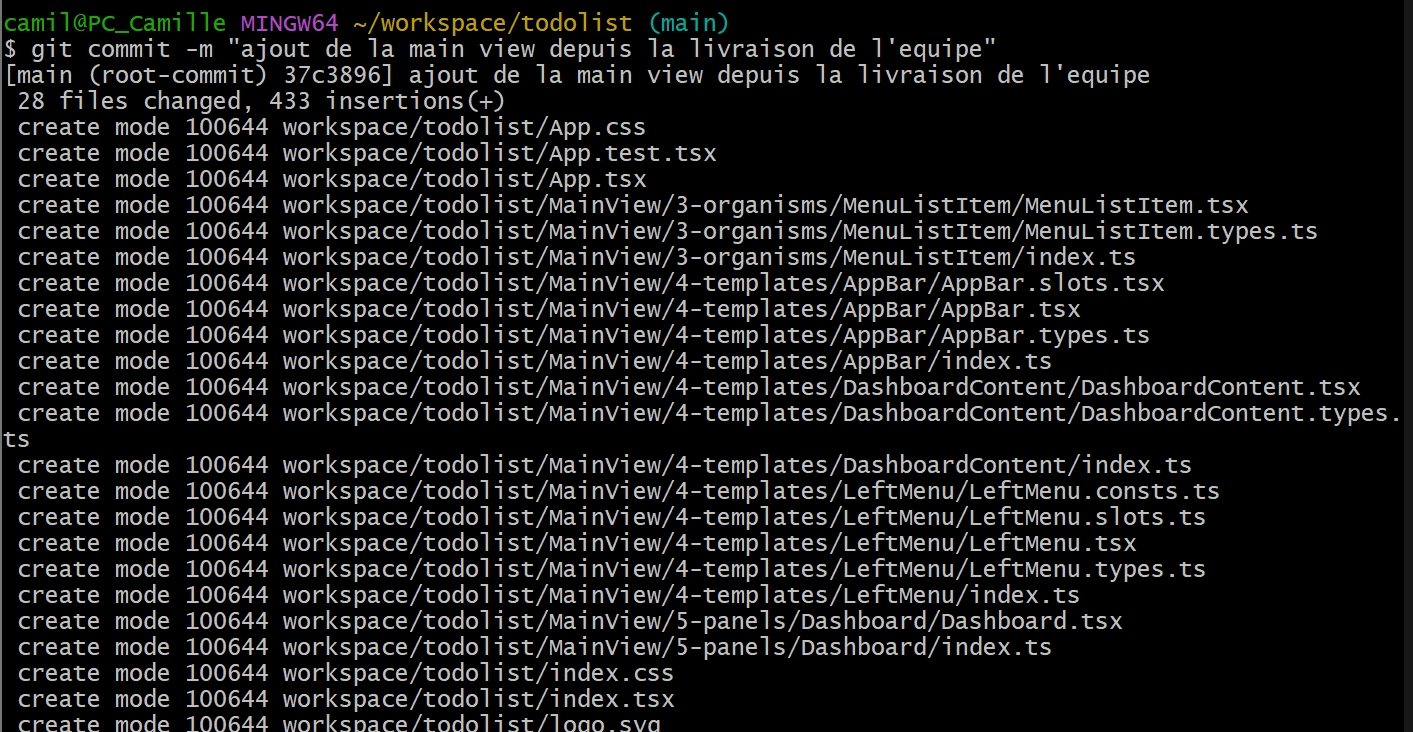 camil@PC_Camille MINGW64 ~/workspace/todolist (main)
$ git commit -m "ajout de la main view depuis la livraison de l'equipe"
[main (root-commit) 37c3896] ajout de la main view depuis la livraison de l'equipe
 28 files changed, 433 insertions(+)
 create mode 100644 workspace/todolist/App.css
 create mode 100644 workspace/todolist/App.test.tsx
 create mode 100644 workspace/todolist/App.tsx
 create mode 100644 workspace/todolist/MainView/3-organisms/MenuListItem/MenuListItem.tsx
 create mode 100644 workspace/todolist/MainView/3-organisms/MenuListItem/MenuListItem.types.ts
 create mode 100644 workspace/todolist/MainView/3-organisms/MenuListItem/index.ts
 create mode 100644 workspace/todolist/MainView/4-templates/AppBar/AppBar.slots.tsx
 create mode 100644 workspace/todolist/MainView/4-templates/AppBar/AppBar.tsx
 create mode 100644 workspace/todolist/MainView/4-templates/AppBar/AppBar.types.ts
 create mode 100644 workspace/todolist/MainView/4-templates/AppBar/index.ts
 create mode 100644 workspace/todolist/MainView/4-templates/DashboardContent/DashboardContent.tsx
 create mode 100644 workspace/todolist/MainView/4-templates/DashboardContent/DashboardContent.types.
ts
 create mode 100644 workspace/todolist/MainView/4-templates/DashboardContent/index.ts
 create mode 100644 workspace/todolist/MainView/4-templates/LeftMenu/LeftMenu.consts.ts
 create mode 100644 workspace/todolist/MainView/4-templates/LeftMenu/LeftMenu.slots.ts
 create mode 100644 workspace/todolist/MainView/4-templates/LeftMenu/LeftMenu.tsx
 create mode 100644 workspace/todolist/MainView/4-templates/LeftMenu/LeftMenu.types.ts
 create mode 100644 workspace/todolist/MainView/4-templates/LeftMenu/index.ts
 create mode 100644 workspace/todolist/MainView/5-panels/Dashboard/Dashboard.tsx
 create mode 100644 workspace/todolist/MainView/5-panels/Dashboard/index.ts
 create mode 100644 workspace/todolist/index.css
 create mode 100644 workspace/todolist/index.tsx
 create mode 100644 workspace/todolist/logo.svg